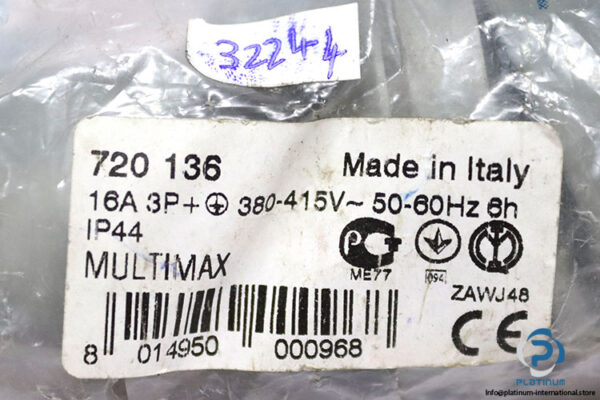 32244
720 136 Made in Italy
16A 3P+⏚ 380-415V~ 50-60Hz 6h
IP44
MULTIMAX
ME77
094
ZAWJ48
8 014950 000968
CE
PLATINUM
info@platinum-international.store